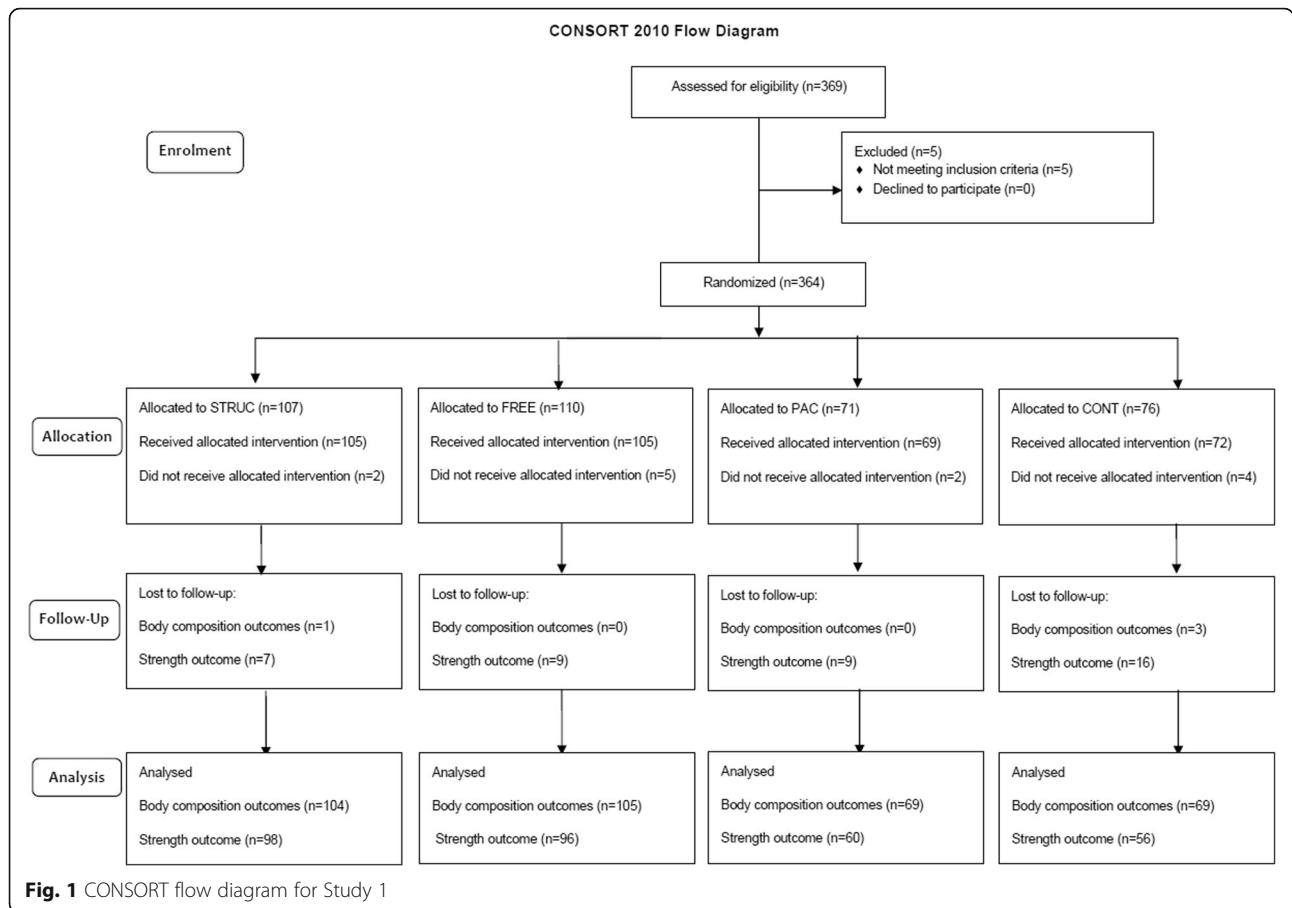 CONSORT 2010 Flow Diagram
Assessed for eligibility (n=369)
Enrolment
Excluded (n=5)
♦ Not meeting inclusion criteria (n=5)
♦ Declined to participate (n=0)
Randomized (n=364)
Allocation
Allocated to STRUC (n=107)
Received allocated intervention (n=105)
Did not receive allocated intervention (n=2)
Allocated to FREE (n=110)
Received allocated intervention (n=105)
Did not receive allocated intervention (n=5)
Allocated to PAC (n=71)
Received allocated intervention (n=69)
Did not receive allocated intervention (n=2)
Allocated to CONT (n=76)
Received allocated intervention (n=72)
Did not receive allocated intervention (n=4)
Follow-Up
Lost to follow-up:
Body composition outcomes (n=1)
Strength outcome (n=7)
Lost to follow-up:
Body composition outcomes (n=0)
Strength outcome (n=9)
Lost to follow-up:
Body composition outcomes (n=0)
Strength outcome (n=9)
Lost to follow-up:
Body composition outcomes (n=3)
Strength outcome (n=16)
Analysis
Analysed
Body composition outcomes (n=104)
Strength outcome (n=98)
Analysed
Body composition outcomes (n=105)
Strength outcome (n=96)
Analysed
Body composition outcomes (n=69)
Strength outcome (n=60)
Analysed
Body composition outcomes (n=69)
Strength outcome (n=56)
Fig. 1 CONSORT flow diagram for Study 1